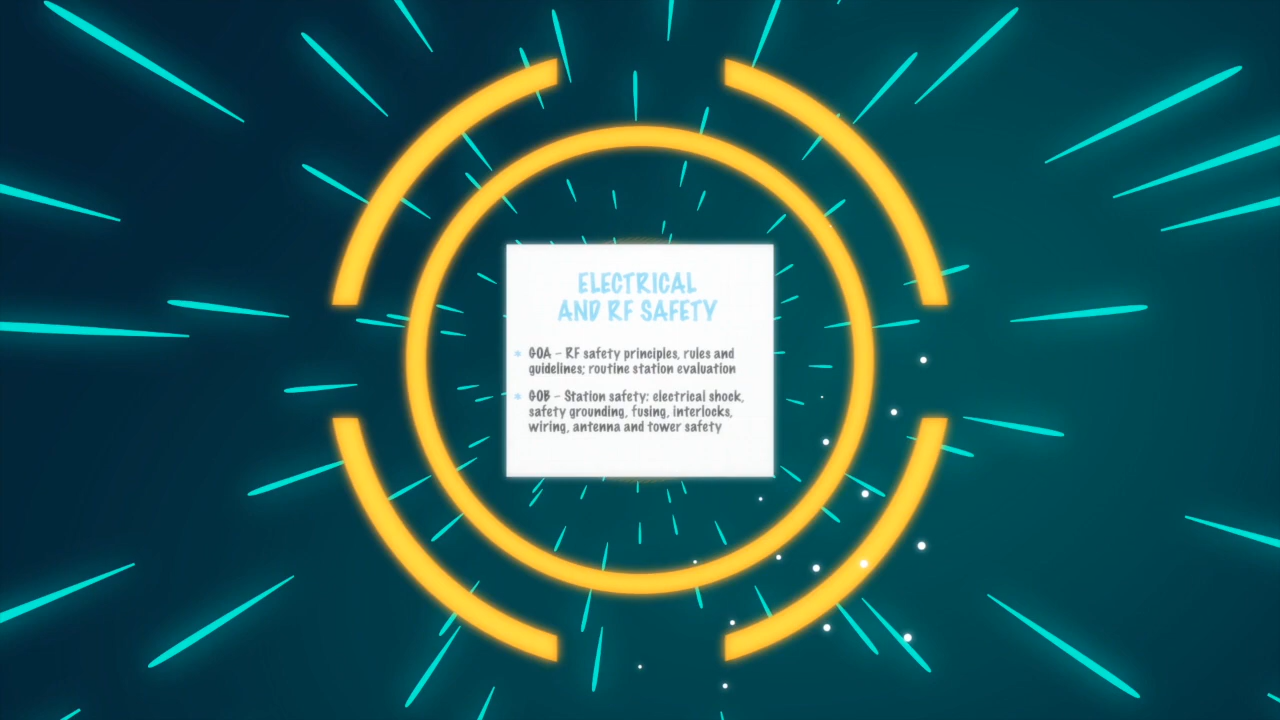 ELECTRICAL
AND RF SAFETY
G0A – RF safety principles, rules and
guidelines; routine station evaluation
G0B – Station safety: electrical shock,
safety grounding, fusing, interlocks,
wiring, antenna and tower safety